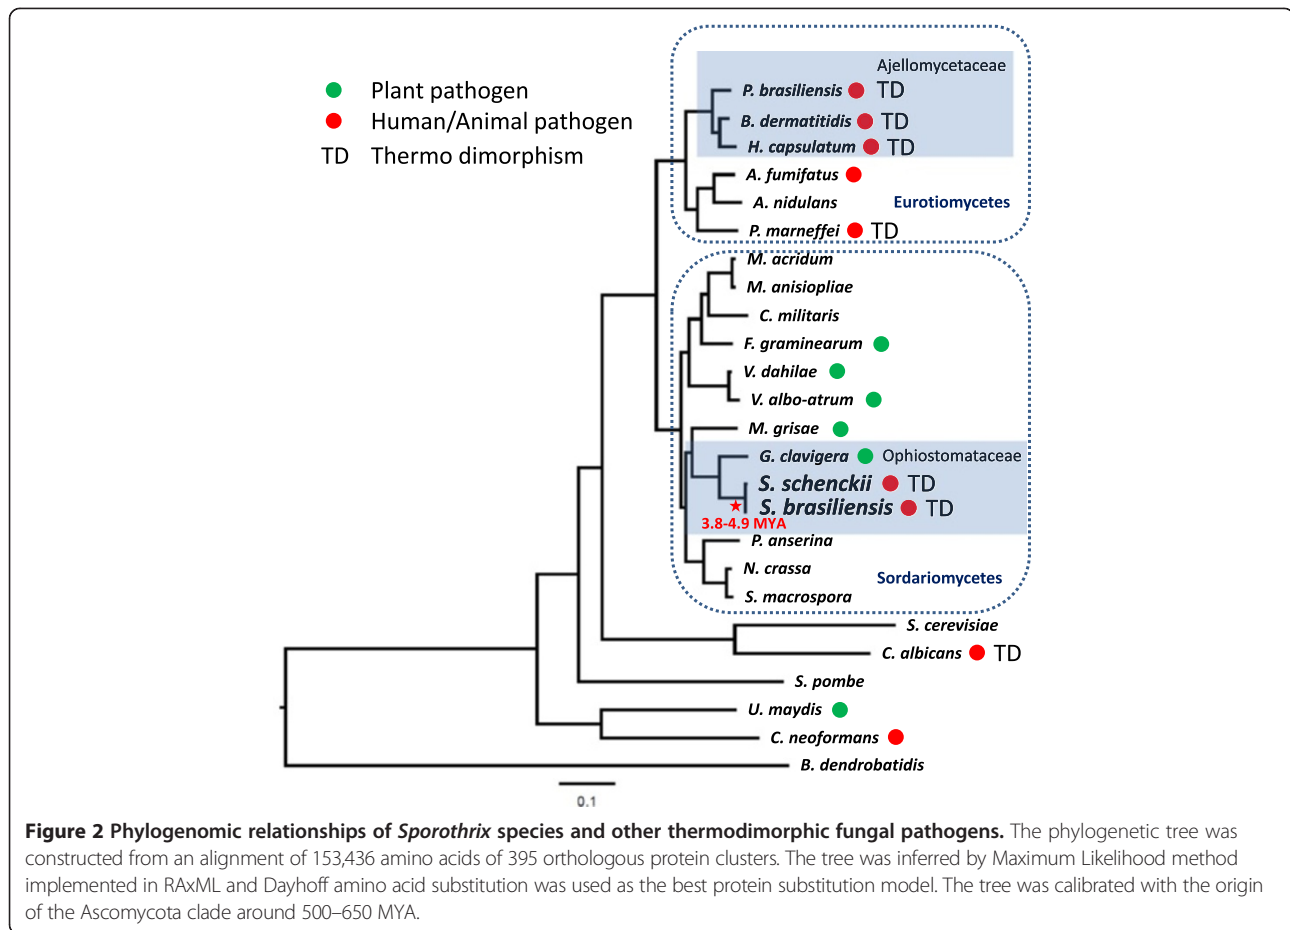 Plant pathogen
Human/Animal pathogen
TD Thermo dimorphism
Ajellomycetaceae
P. brasiliensis TD
B. dermatitidis TD
H. capsulatum TD
A. fumifatus
A. nidulans
Eurotiomycetes
P. marneffei TD
M. acridum
M. anisiopliae
C. militaris
F. graminearum
V. dahilae
V. albo-atrum
M. grisae
G. clavigera Ophiostomataceae
S. schenckii TD
S. brasiliensis TD
3.8-4.9 MYA
P. anserina
N. crassa
Sordariomycetes
S. macrospora
S. cerevisiae
C. albicans TD
S. pombe
U. maydis
C. neoformans
B. dendrobatidis
0.1
Figure 2 Phylogenomic relationships of Sporothrix species and other thermodimorphic fungal pathogens. The phylogenetic tree was
constructed from an alignment of 153,436 amino acids of 395 orthologous protein clusters. The tree was inferred by Maximum Likelihood method
implemented in RAxML and Dayhoff amino acid substitution was used as the best protein substitution model. The tree was calibrated with the origin
of the Ascomycota clade around 500–650 MYA.